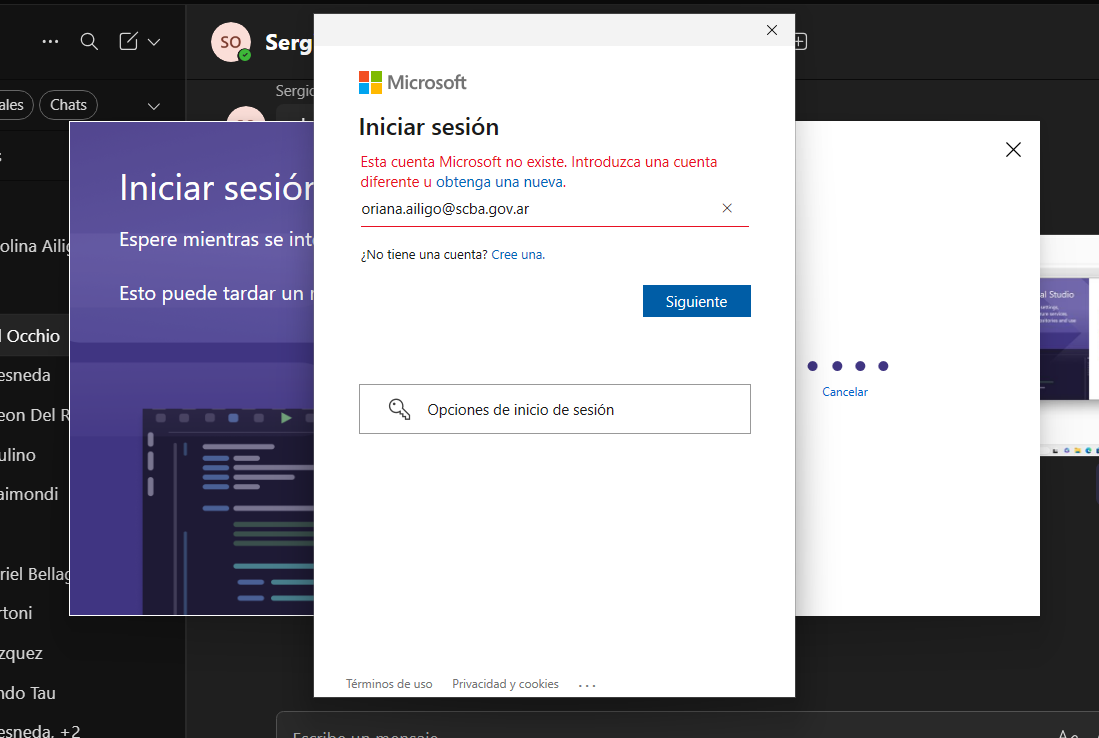 SO
Serg
Sergio
ales
Chats
Microsoft
Iniciar sesión
Esta cuenta Microsoft no existe. Introduzca una cuenta
diferente u obtenga una nueva.
oriana.ailigo@scba.gov.ar
¿No tiene una cuenta? Cree una.
Siguiente
Opciones de inicio de sesión
Términos de uso
Privacidad y cookies
Iniciar sesión
Espere mientras se inte
Esto puede tardar un
Cancelar
al Studio
olina Ailig
l Occhio
esneda
eon Del R
ulino
aimondi
riel Bellag
rtoni
zquez
ndo Tau
esneda, +2
Escribe un mensaje